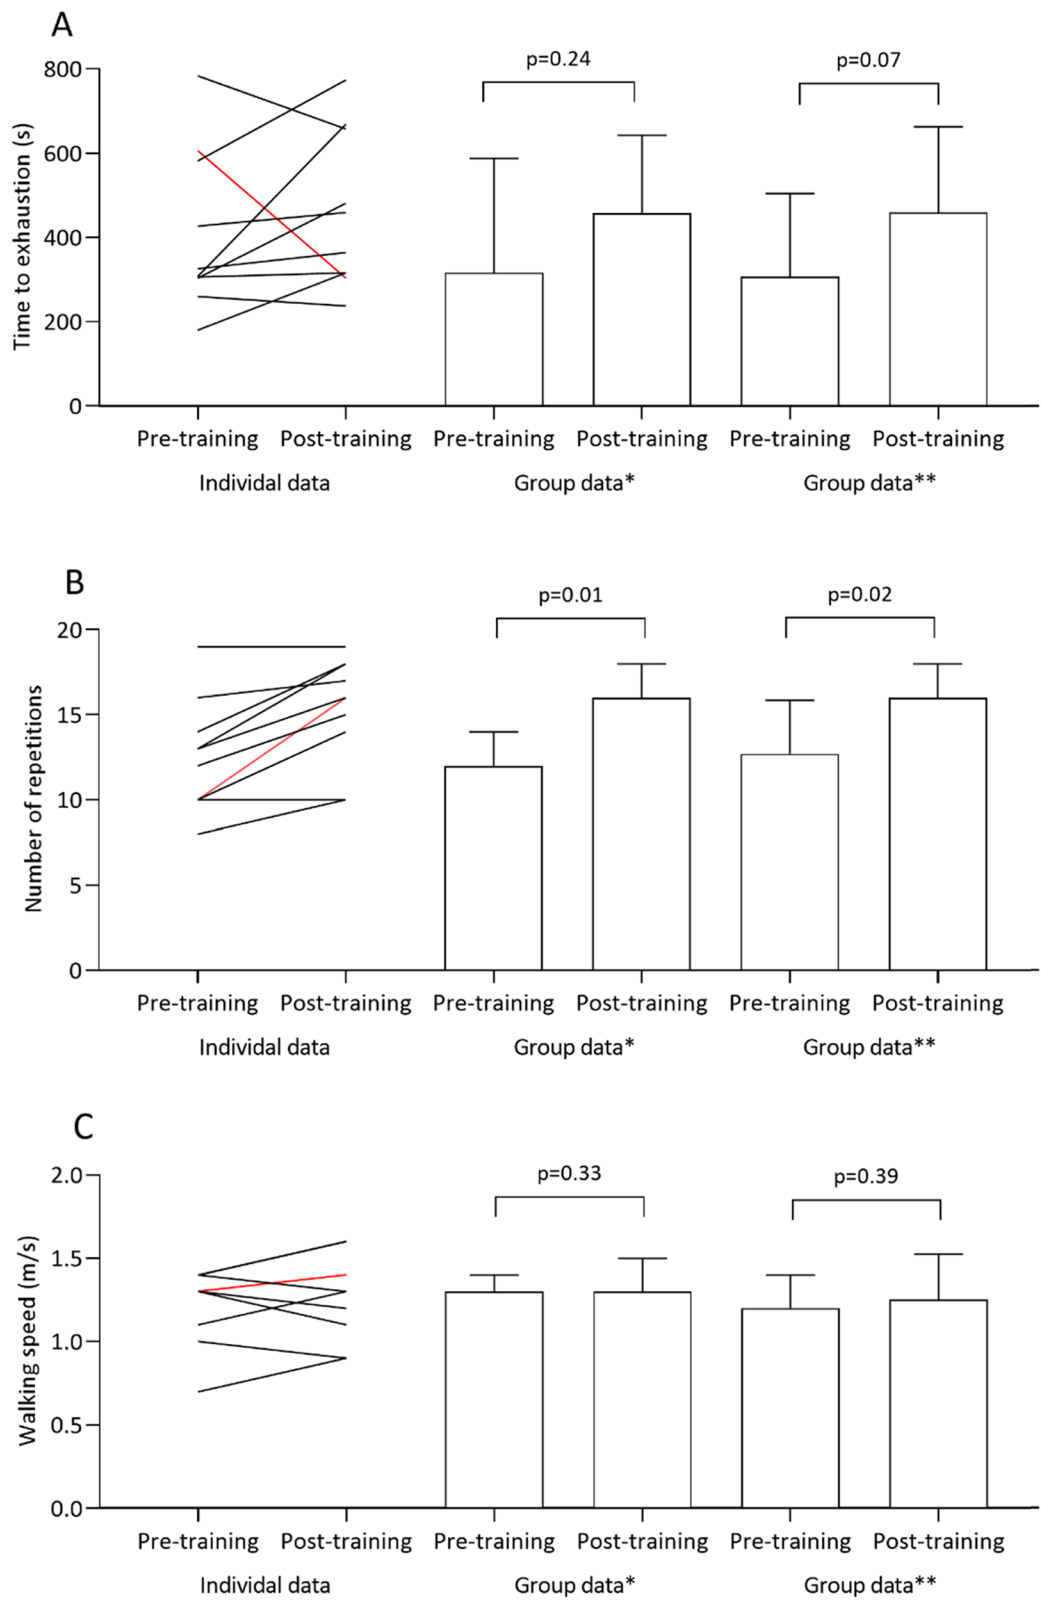 A
p=0.24
p=0.07
800
600
400
200
0
Time to exhaustion (s)
Pre-training Post-training Pre-training Post-training Pre-training Post-training
Individal data Group data* Group data**
B
p=0.01
p=0.02
20
15
10
5
0
Number of repetitions
Pre-training Post-training Pre-training Post-training Pre-training Post-training
Individal data Group data* Group data**
C
p=0.33
p=0.39
2.0
1.5
1.0
0.5
0.0
Walking speed (m/s)
Pre-training Post-training Pre-training Post-training Pre-training Post-training
Individal data Group data* Group data**